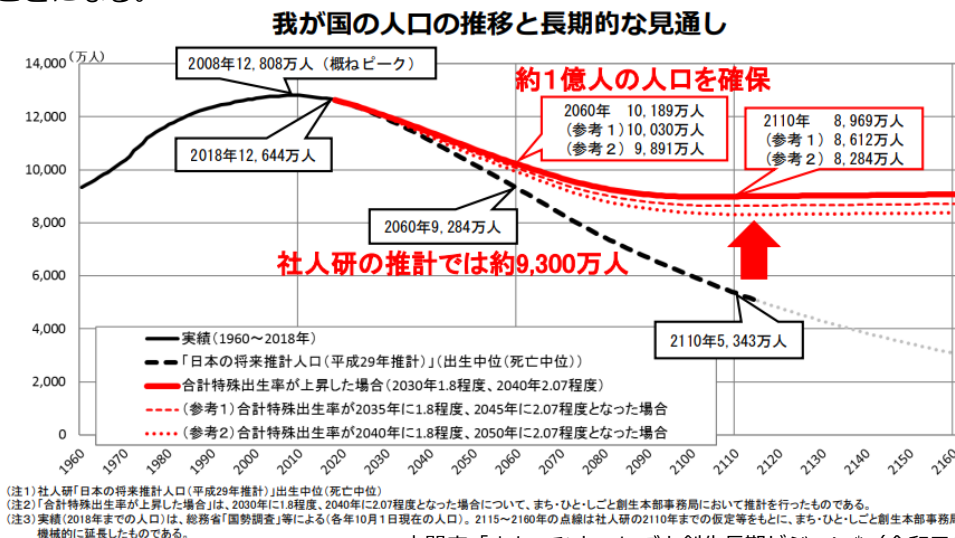 ことになる。
我が国の人口の推移と長期的な見通し
(万人)
14,000
12,000
10,000
8,000
6,000
4,000
2,000
0
2008年12,808万人（概ねピーク）
2018年12,644万人
約１億人の人口を確保
2060年 10,189万人
(参考１) 10,030万人
(参考２) 9,891万人
2110年 8,969万人
(参考１) 8,612万人
(参考２) 8,284万人
2060年9,284万人
社人研の推計では約9,300万人
2110年5,343万人
実績(1960～2018年)
「日本の将来推計人口(平成29年推計)」(出生中位(死亡中位))
合計特殊出生率が上昇した場合(2030年1.8程度、2040年2.07程度)
(参考１)合計特殊出生率が2035年に1.8程度、2045年に2.07程度となった場合
(参考２)合計特殊出生率が2040年に1.8程度、2050年に2.07程度となった場合
1960 1970 1980 1990 2000 2010 2020 2030 2040 2050 2060 2070 2080 2090 2100 2110 2120 2130 2140 2150 2160
(注１)社人研「日本の将来推計人口(平成29年推計)」出生中位(死亡中位)
(注２)「合計特殊出生率が上昇した場合」は、2030年に1.8程度、2040年に2.07程度となった場合について、まち・ひと・しごと創生本部事務局において推計を行ったものである。
(注３)実績(2018年までの人口)は、総務省「国勢調査」等による(各年10月1日現在の人口)。2115～2160年の点線は社人研の2110年までの仮定等をもとに、まち・ひと・しごと創生本部事務局
機械的に延長したものである。